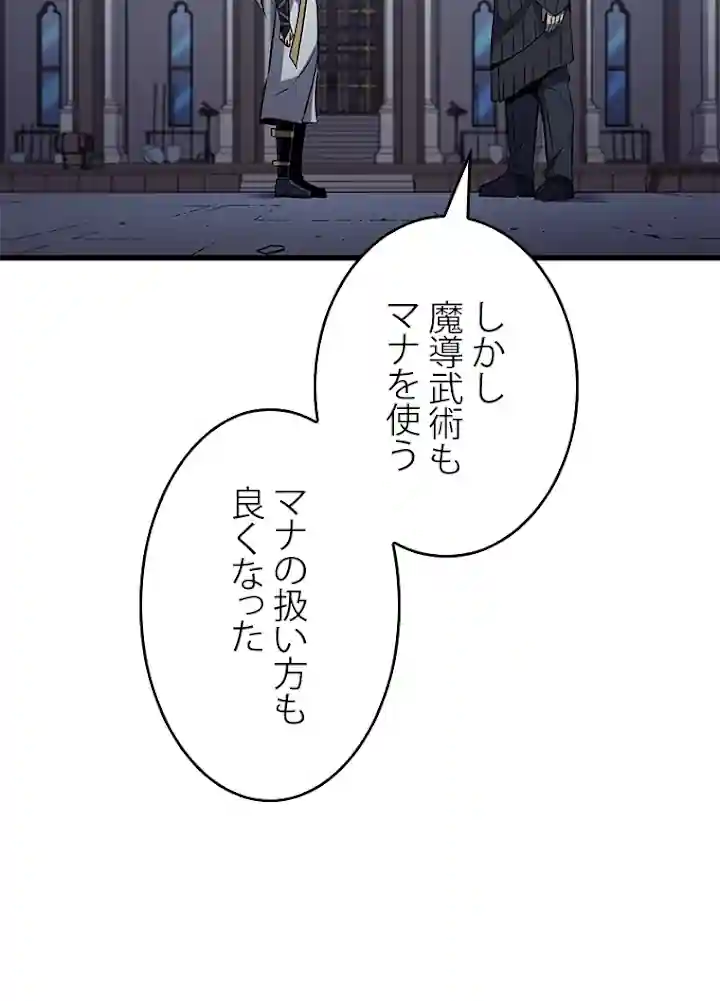 しかし
魔導武術も
マナを使う
マナの扱い方も
良くなった